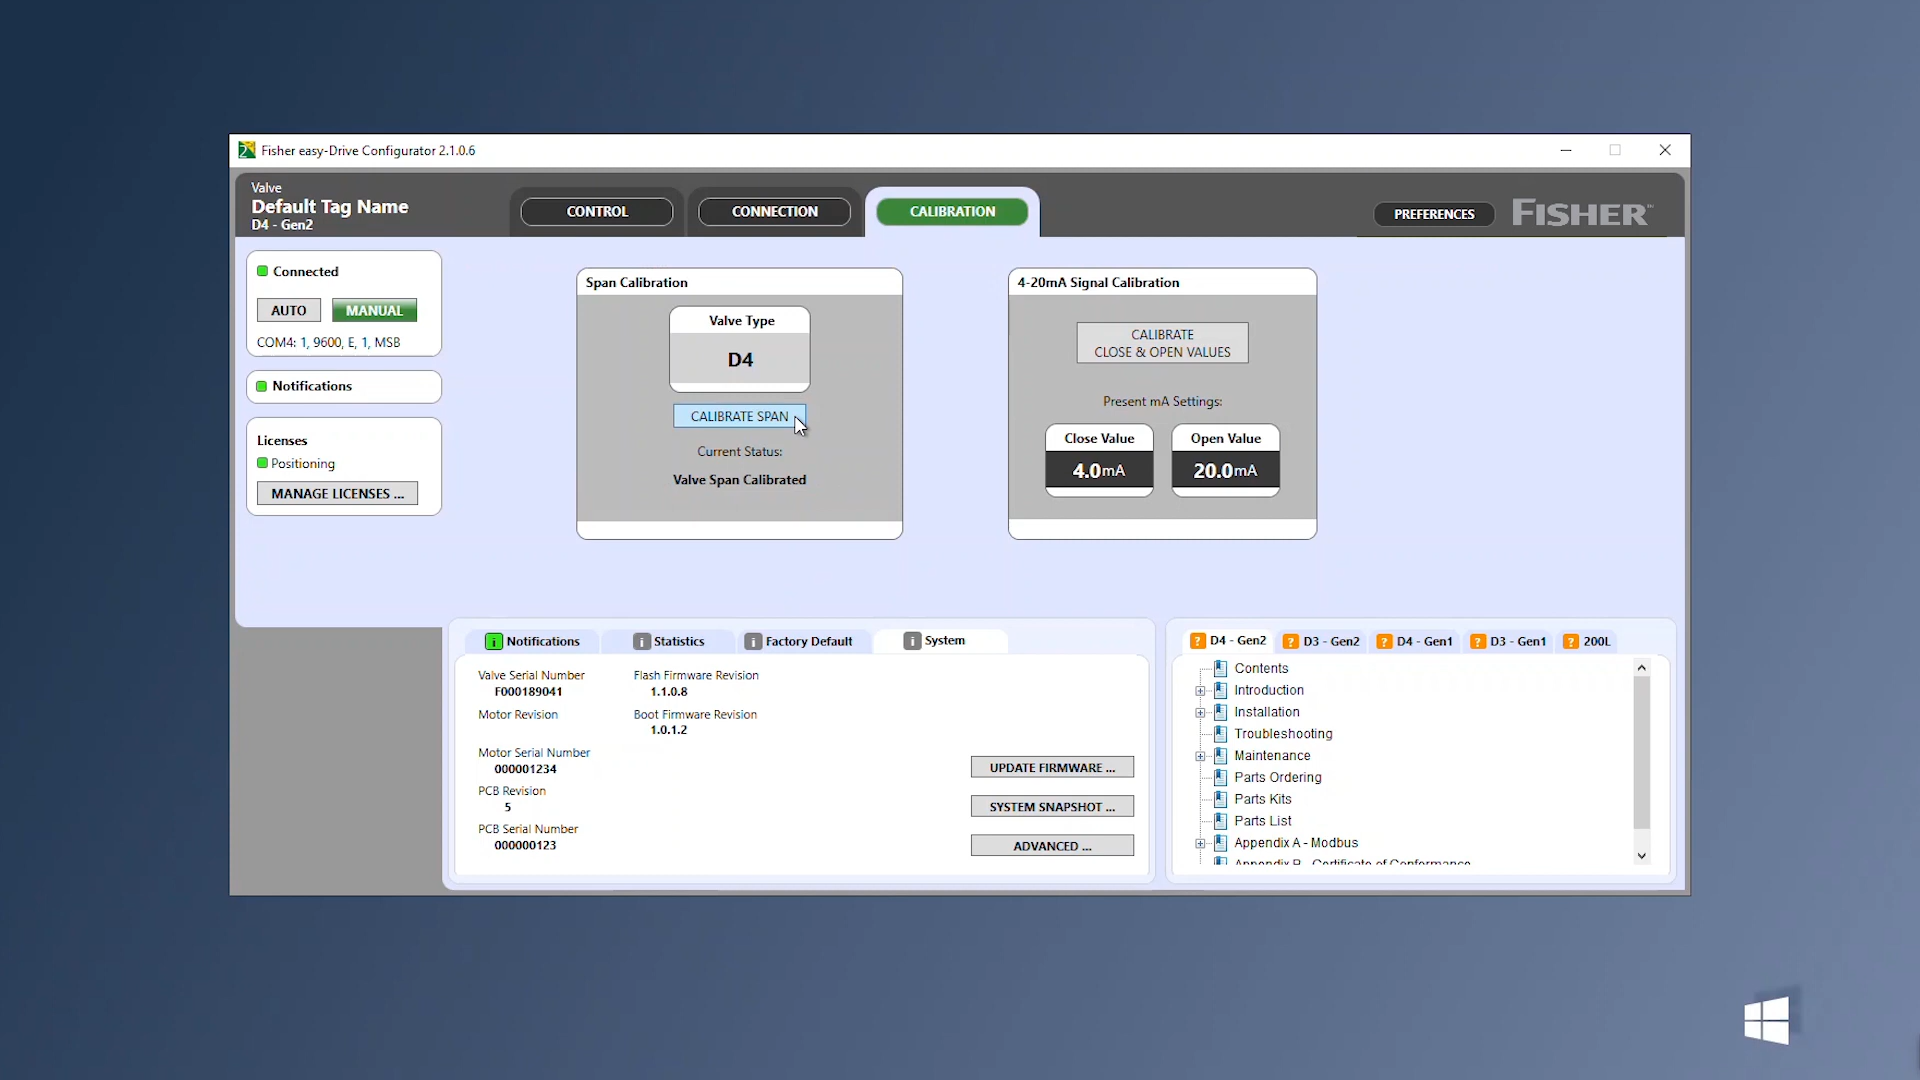 Fisher easy-Drive Configurator 2.1.0.6
Valve
Default Tag Name
D4 - Gen2
CONTROL
CONNECTION
CALIBRATION
PREFERENCES
FISHER™
Connected
AUTO
MANUAL
COM4: 1, 9600, E, 1, MSB
Notifications
Licenses
Positioning
MANAGE LICENSES ...
Span Calibration
Valve Type
D4
CALIBRATE SPAN
Current Status:
Valve Span Calibrated
4-20mA Signal Calibration
CALIBRATE
CLOSE & OPEN VALUES
Present mA Settings:
Close Value
4.0mA
Open Value
20.0mA
Notifications
Statistics
Factory Default
System
Valve Serial Number
F000189041
Motor Revision
Motor Serial Number
000001234
PCB Revision
5
PCB Serial Number
000000123
Flash Firmware Revision
1.1.0.8
Boot Firmware Revision
1.0.1.2
UPDATE FIRMWARE ...
SYSTEM SNAPSHOT ...
ADVANCED ...
D4 - Gen2
D3 - Gen2
D4 - Gen1
D3 - Gen1
200L
Contents
Introduction
Installation
Troubleshooting
Maintenance
Parts Ordering
Parts Kits
Parts List
Appendix A - Modbus
Appendix B - Certificate of Conformance